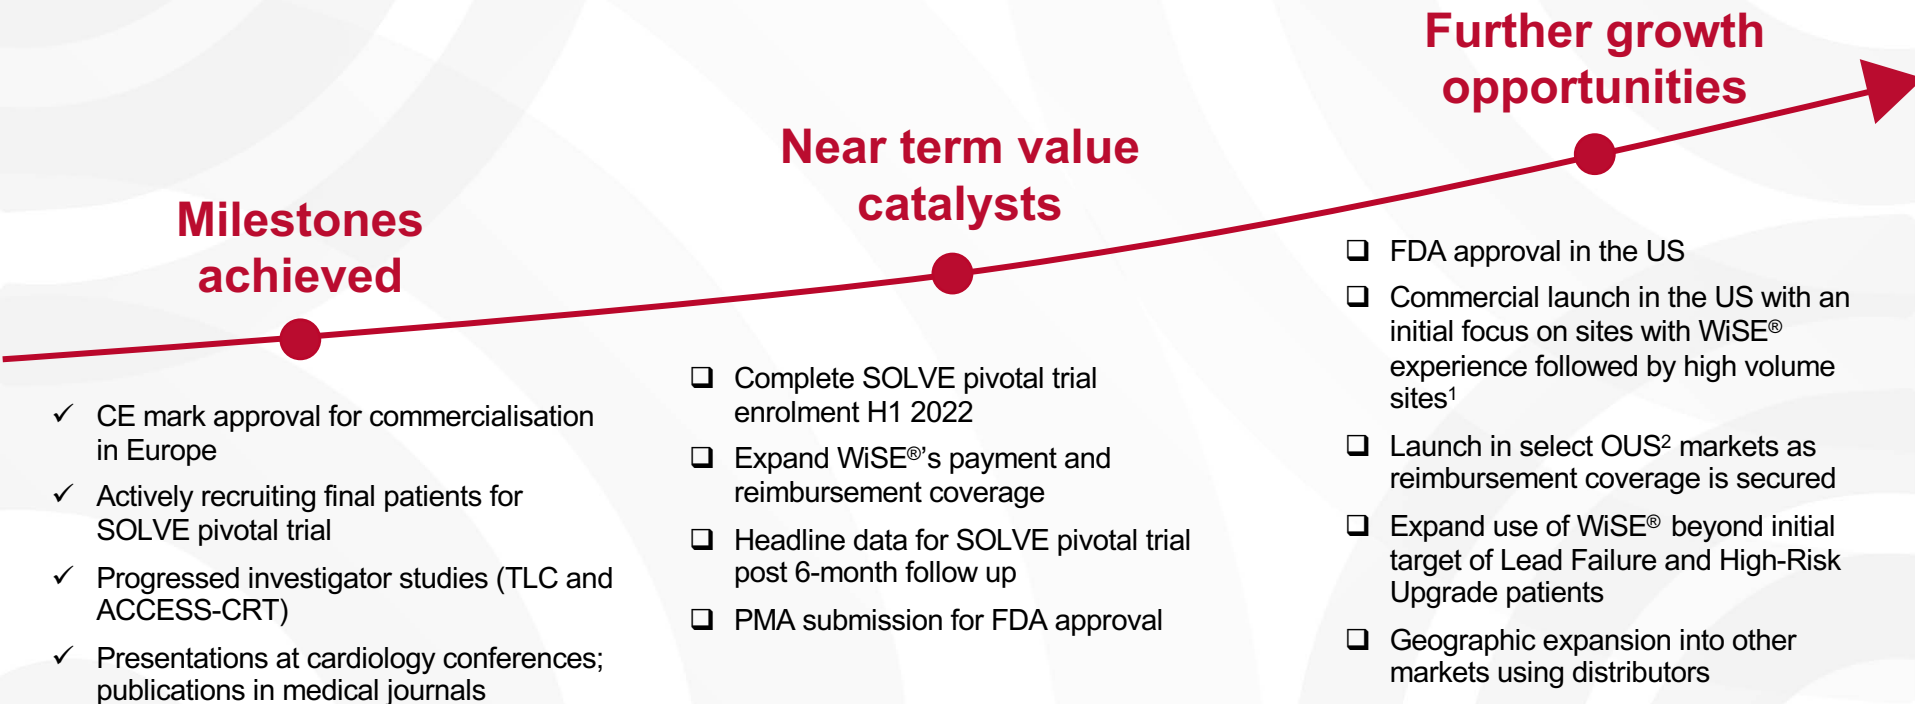 Milestones
achieved
✓ CE mark approval for commercialisation
in Europe
✓ Actively recruiting final patients for
SOLVE pivotal trial
✓ Progressed investigator studies (TLC and
ACCESS-CRT)
✓ Presentations at cardiology conferences;
publications in medical journals
Near term value
catalysts
❑ Complete SOLVE pivotal trial
enrolment H1 2022
❑ Expand WiSE®’s payment and
reimbursement coverage
❑ Headline data for SOLVE pivotal trial
post 6-month follow up
❑ PMA submission for FDA approval
Further growth
opportunities
❑ FDA approval in the US
❑ Commercial launch in the US with an
initial focus on sites with WiSE®
experience followed by high volume
sites¹
❑ Launch in select OUS² markets as
reimbursement coverage is secured
❑ Expand use of WiSE® beyond initial
target of Lead Failure and High-Risk
Upgrade patients
❑ Geographic expansion into other
markets using distributors